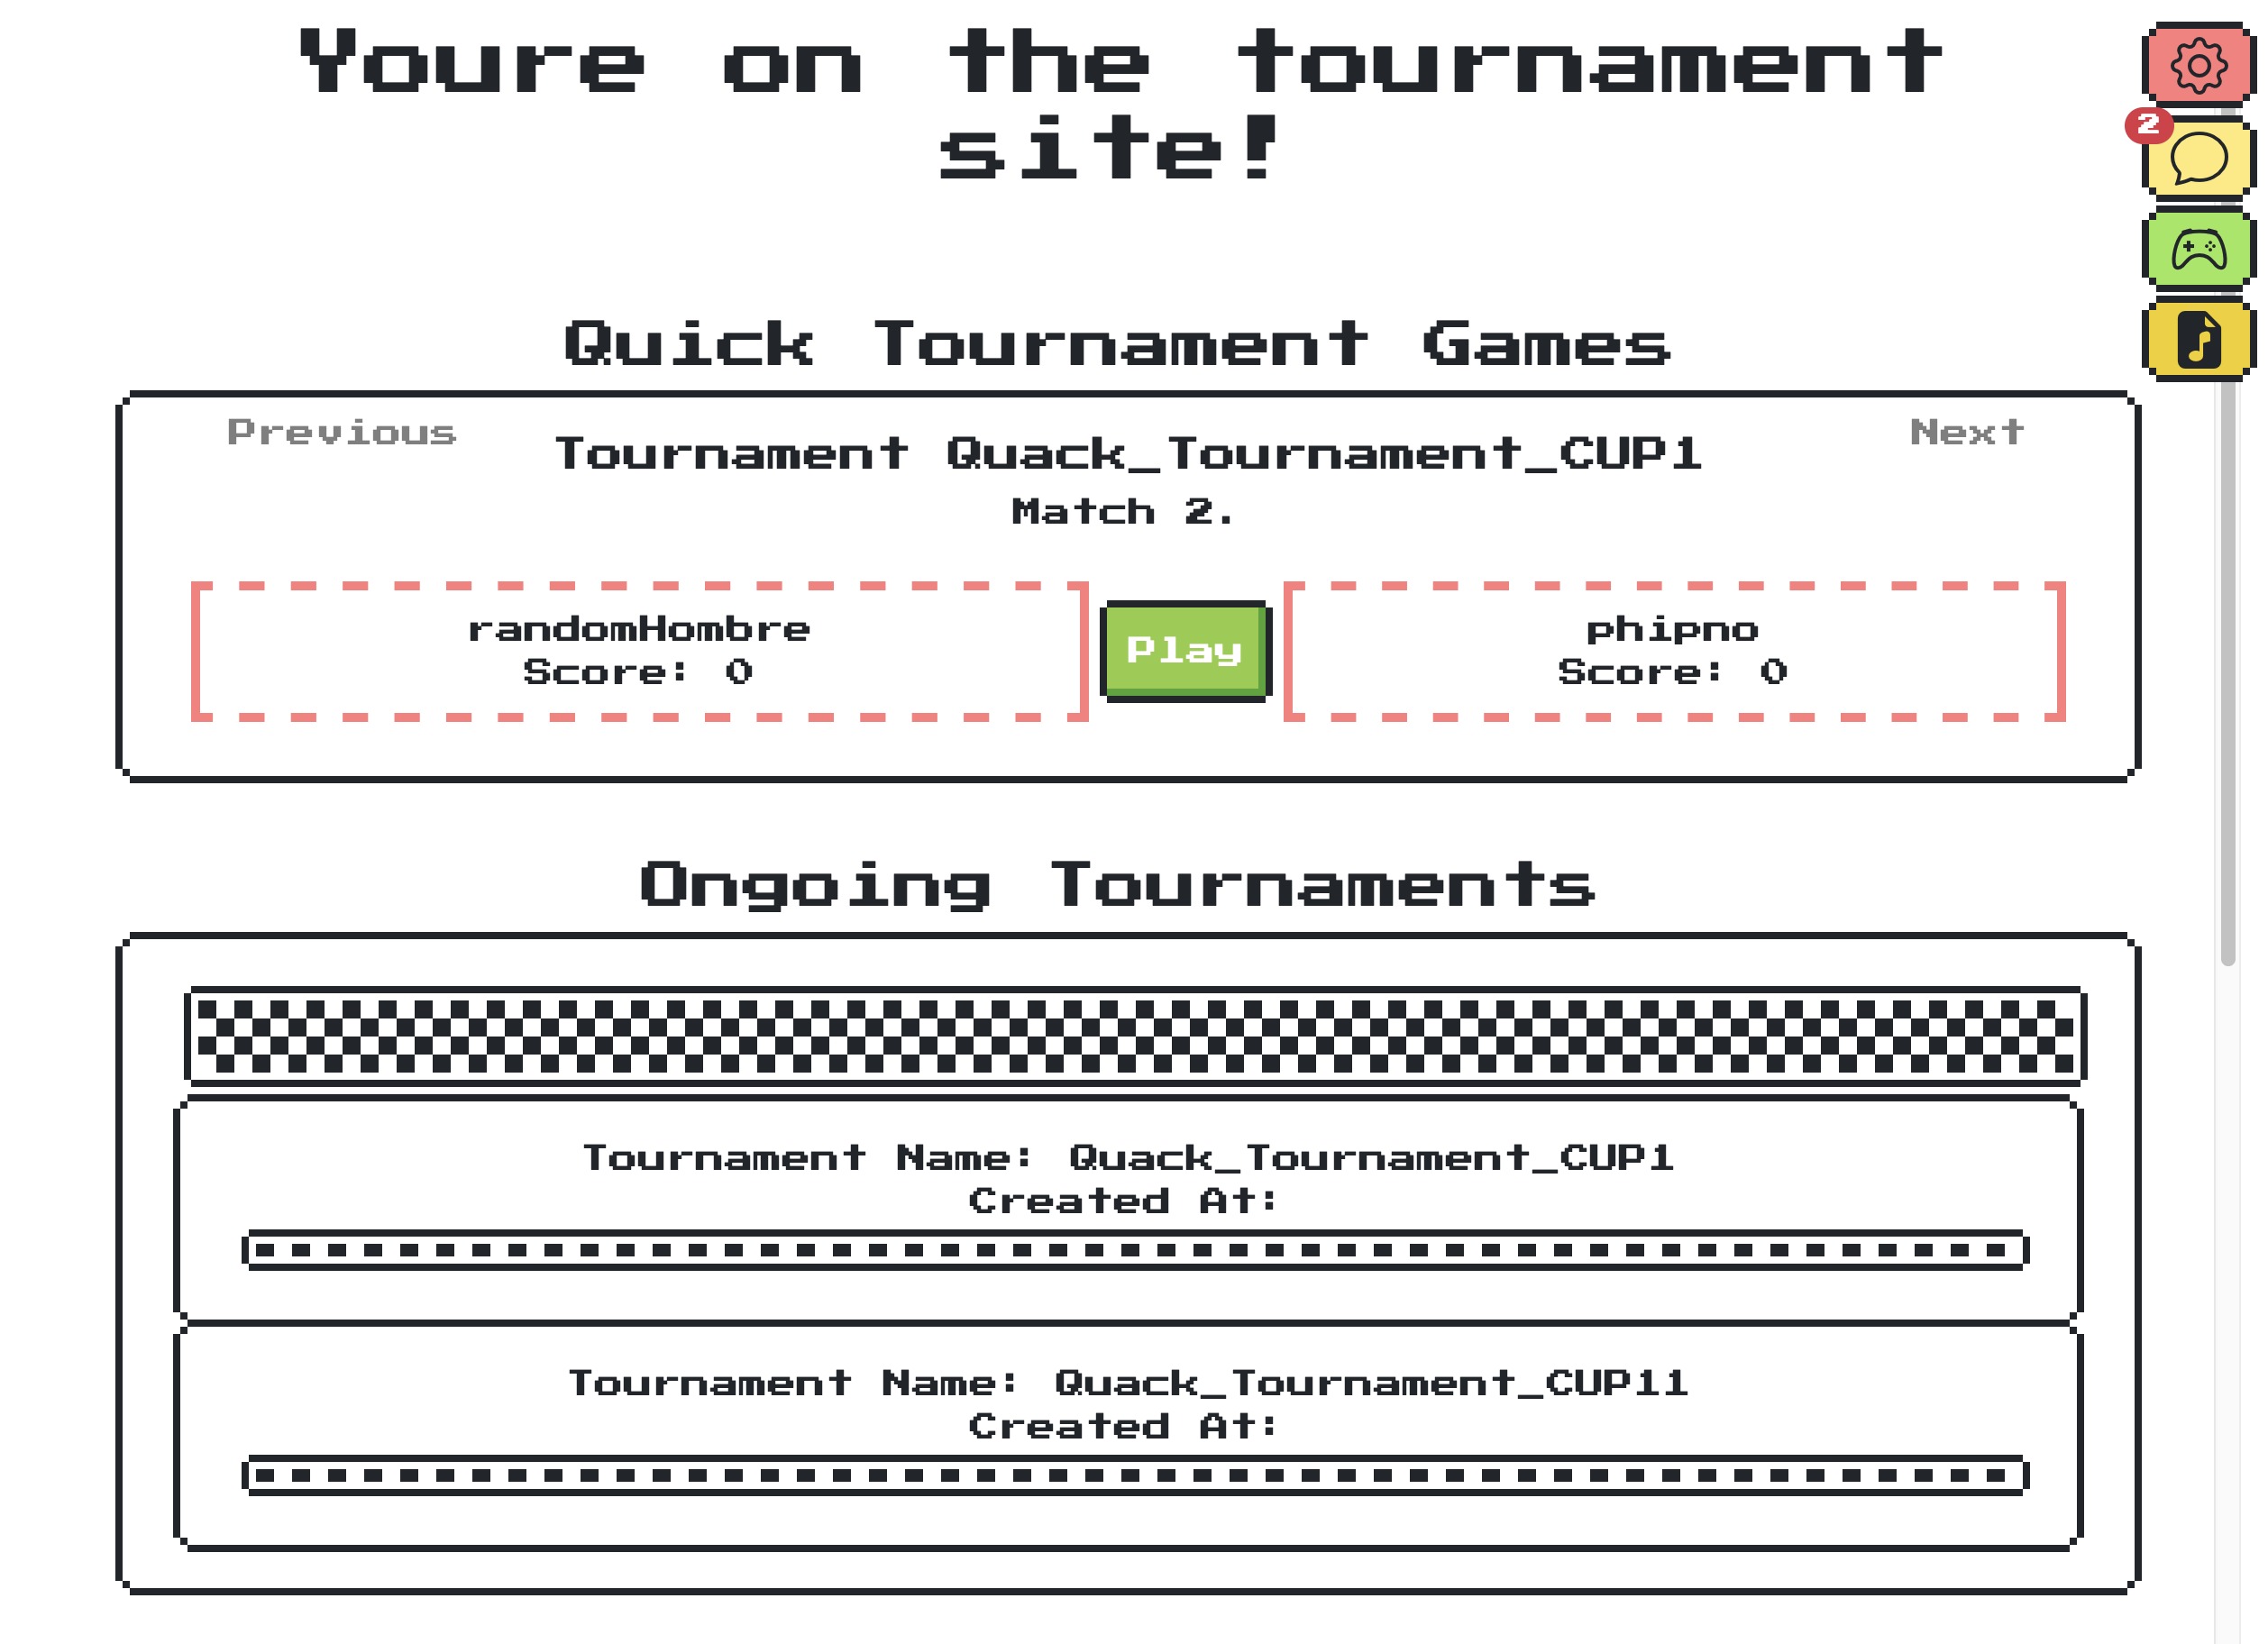 Youre on the tournament
site!
2
Quick Tournament Games
Previous
Next
Tournament Quack_Tournament_CUP1
Match 2.
randomHombre
Score: 0
Play
phipno
Score: 0
Ongoing Tournaments
Tournament Name: Quack_Tournament_CUP1
Created At:
Tournament Name: Quack_Tournament_CUP11
Created At: